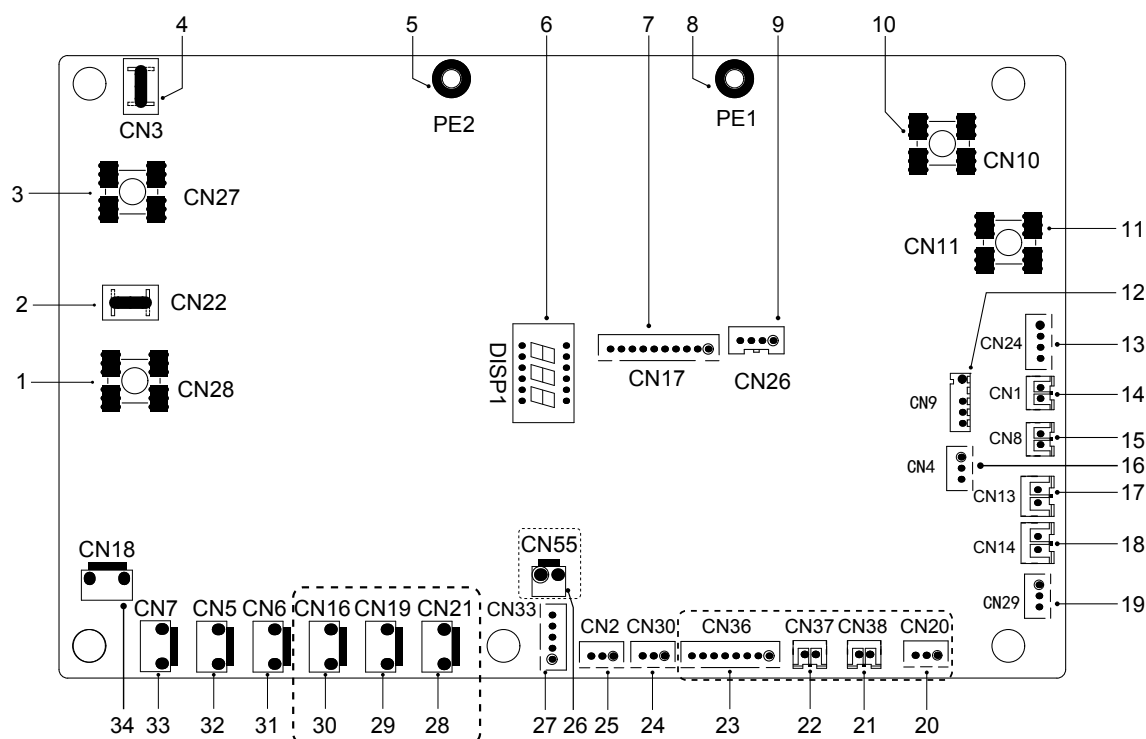 4 5 6 7 8 9 10
CN3 PE2 PE1 CN10
3 CN27
CN11 11
2 CN22
12
DISP1
CN17 CN26
CN24 13
1 CN28
CN9 CN1 14
CN8 15
CN4 16
CN13 17
CN14 18
CN55
CN18
CN7 CN5 CN6 CN16 CN19 CN21
CN33 CN2 CN30 CN36 CN37 CN38 CN20
CN29 19
34 33 32 31 30 29 28 27 26 25 24 23 22 21 20